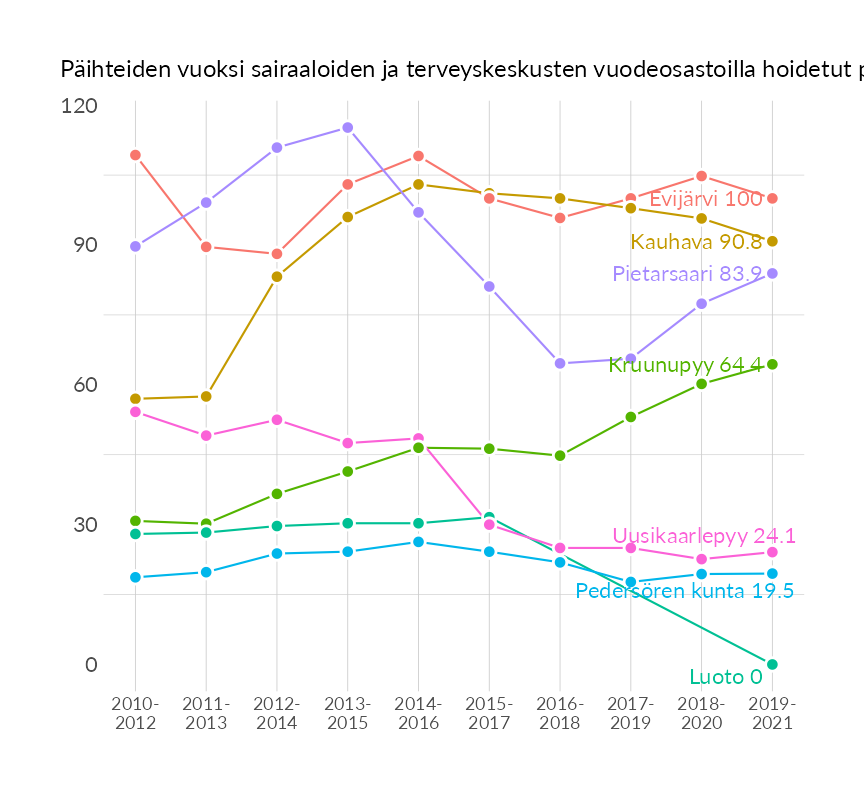 Päihteiden vuoksi sairaaloiden ja terveyskeskusten vuodeosastoilla hoidetut
120
90
60
30
0
Evijärvi 100
Kauhava 90.8
Pietarsaari 83.9
Kruunupyy 64.4
Uusikaarlepyy 24.1
Pedersören kunta 19.5
Luoto 0
2010- 2011- 2012- 2013- 2014- 2015- 2016- 2017- 2018- 2019-
2012 2013 2014 2015 2016 2017 2018 2019 2020 2021